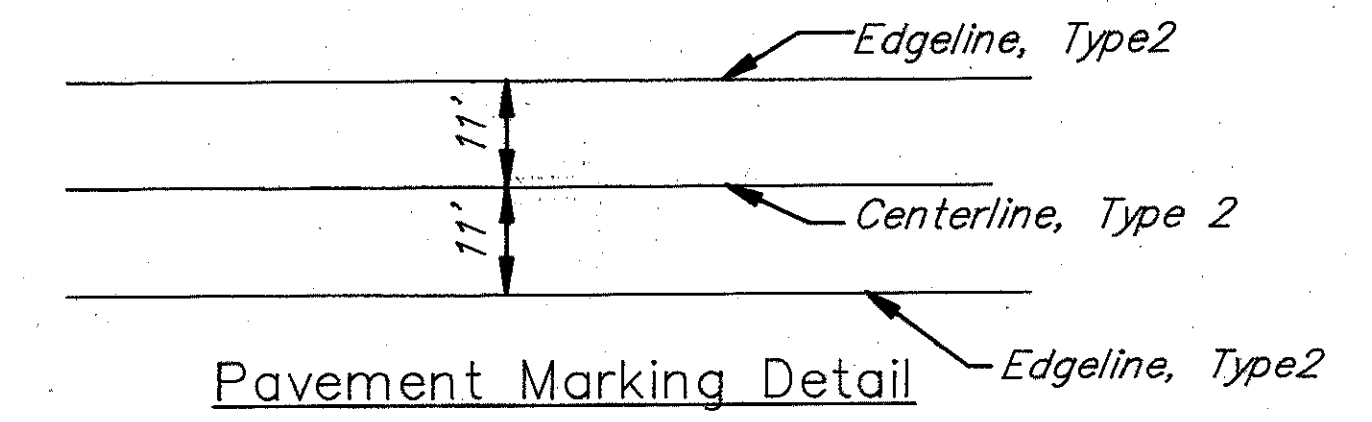 Edgeline, Type2
11'
Centerline, Type 2
11'
Edgeline, Type2
Pavement Marking Detail